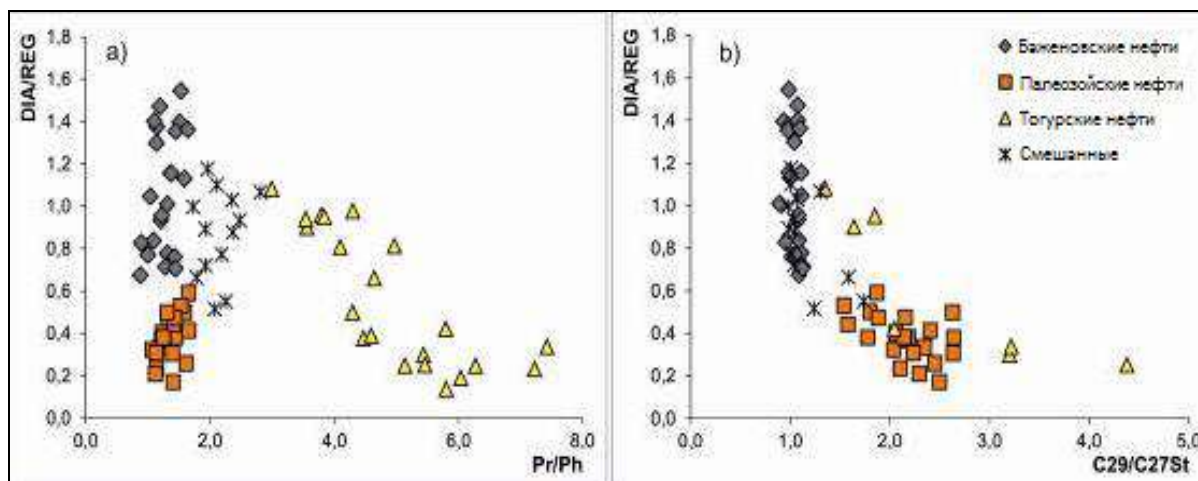 a)
DIA/REG
1,8
1,6
1,4
1,2
1,0
0,8
0,6
0,4
0,2
0,0
0,0 2,0 4,0 6,0 8,0
Pr/Ph
b)
DIA/REG
1,8
1,6
1,4
1,2
1,0
0,8
0,6
0,4
0,2
0,0
0,0 1,0 2,0 3,0 4,0 5,0
C29/C27St
Баженовские нефти
Палеозойские нефти
Тогурские нефти
Смешанные